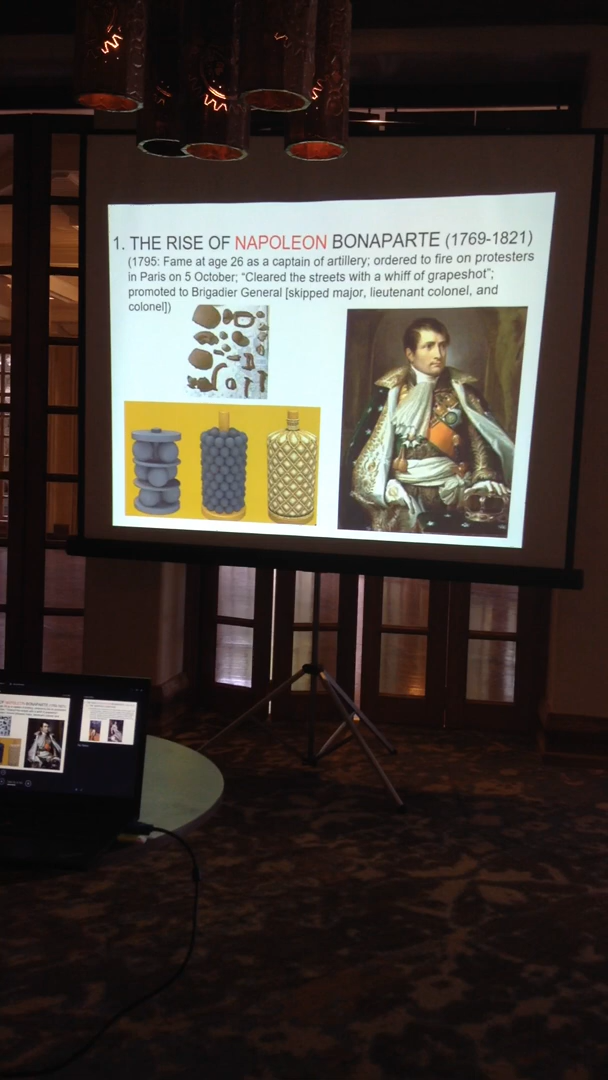 1. THE RISE OF NAPOLEON BONAPARTE (1769-1821)
(1795: Fame at age 26 as a captain of artillery; ordered to fire on protesters
in Paris on 5 October; “Cleared the streets with a whiff of grapeshot”;
promoted to Brigadier General [skipped major, lieutenant colonel, and
colonel])